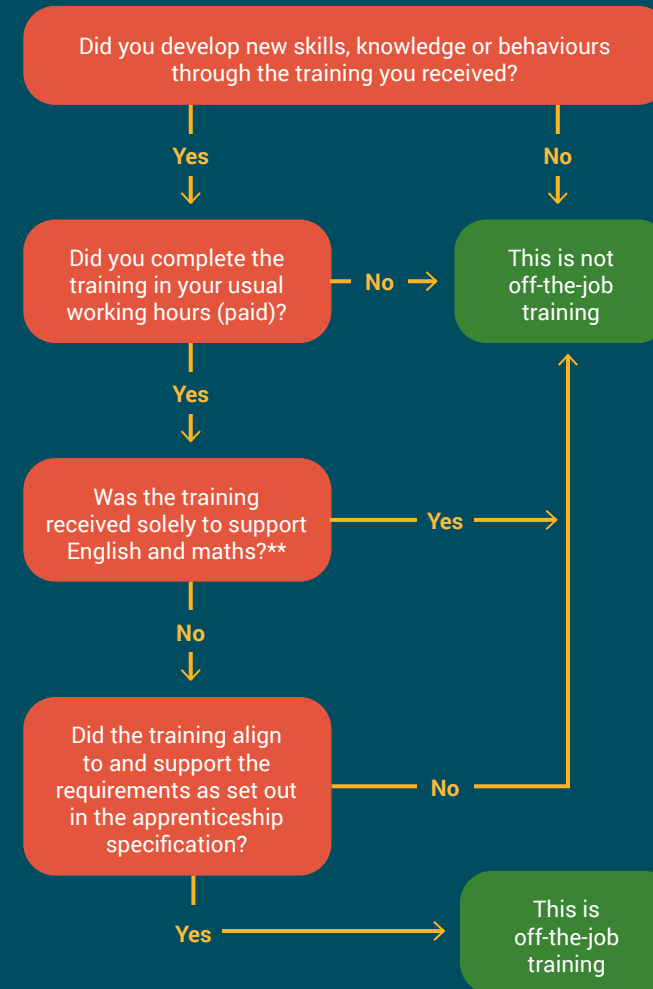 Did you develop new skills, knowledge or behaviours
through the training you received?
Yes
No
Did you complete the
training in your usual
working hours (paid)?
No
This is not
off-the-job
training
Yes
Was the training
received solely to support
English and maths?**
Yes
No
Did the training align
to and support the
requirements as set out
in the apprenticeship
specification?
No
Yes
This is
off-the-job
training